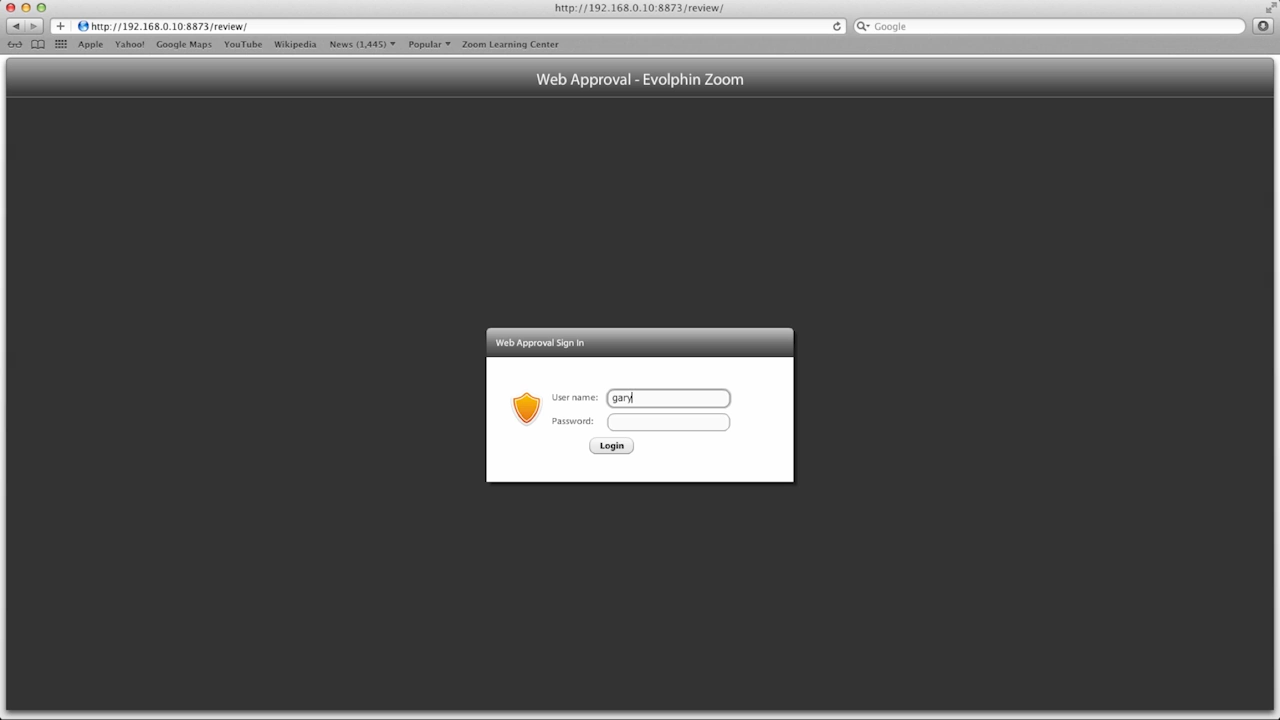 http://192.168.0.10:8873/review/
http://192.168.0.10:8873/review/
Google
Apple Yahoo! Google Maps YouTube Wikipedia News (1,445) Popular Zoom Learning Center
Web Approval - Evolphin Zoom
Web Approval Sign In
User name: gary
Password:
Login